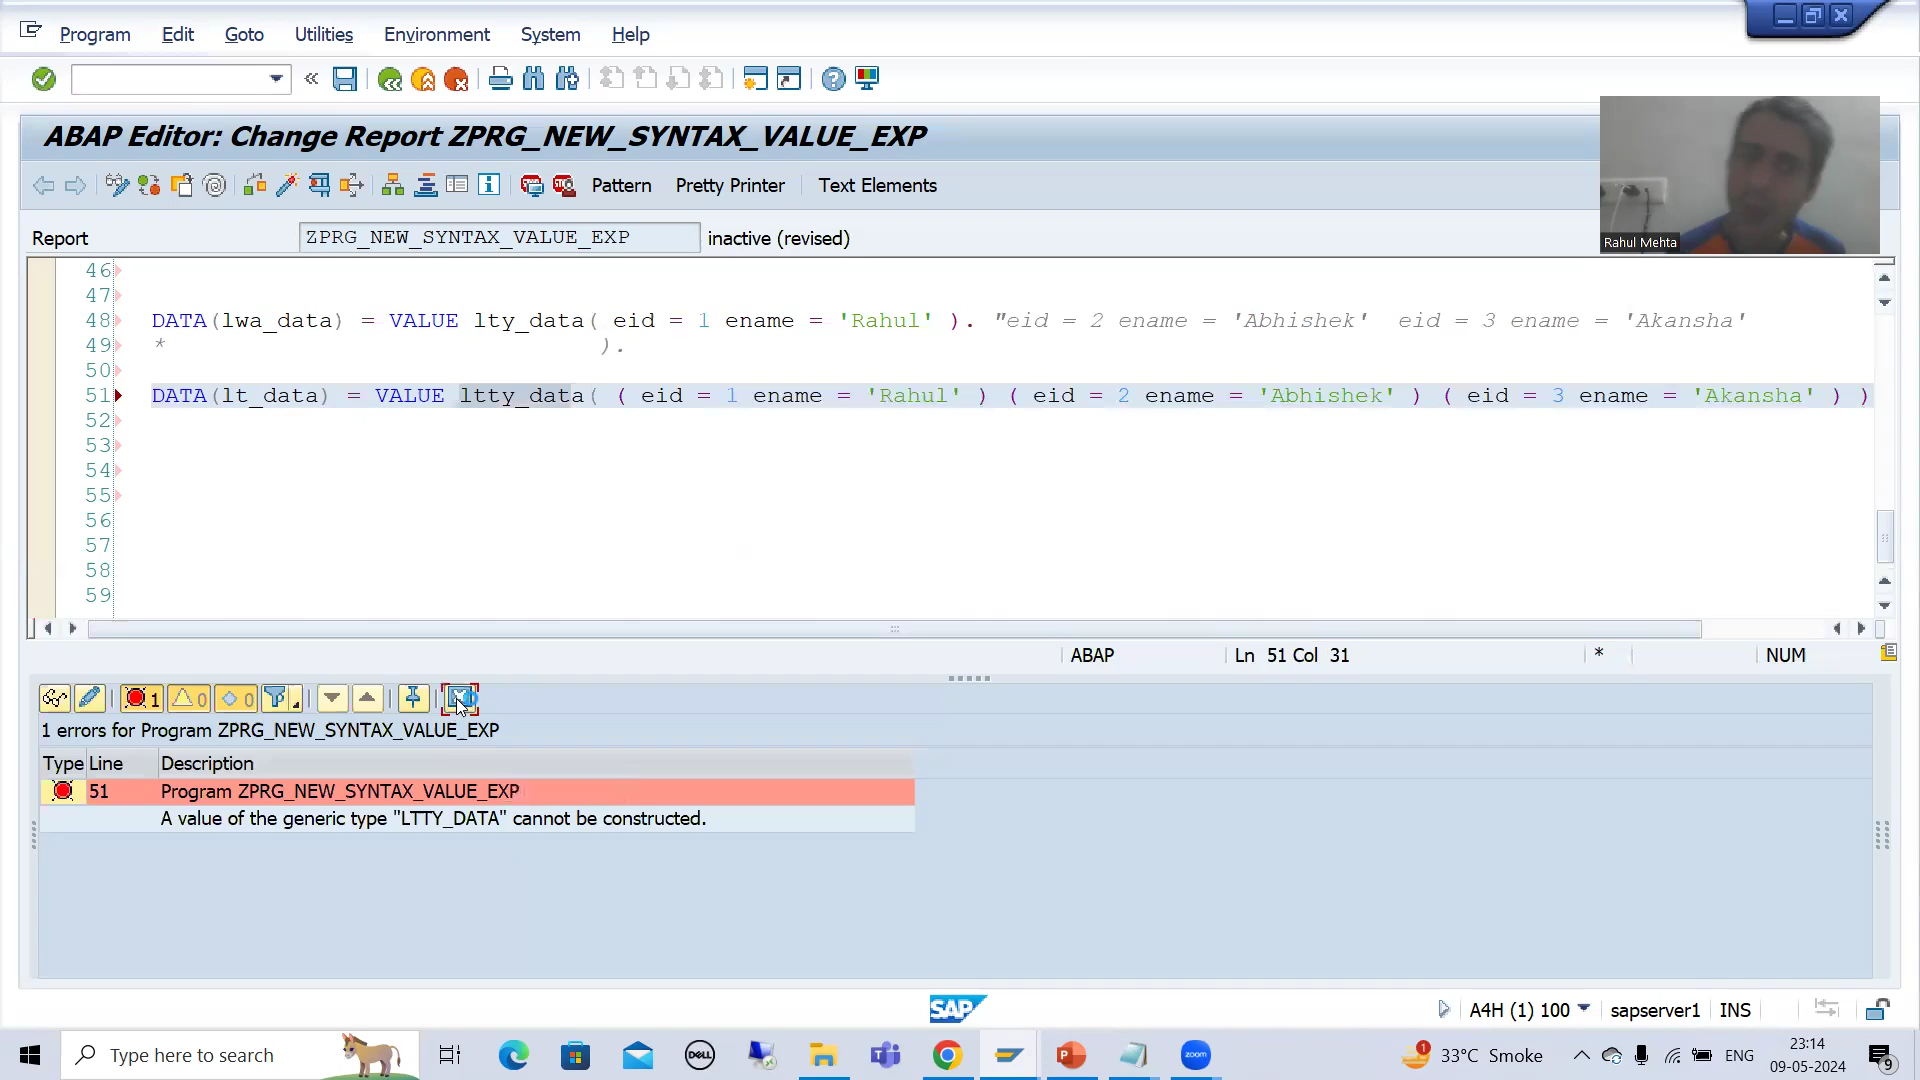 Program Edit Goto Utilities Environment System Help
«
ABAP Editor: Change Report ZPRG_NEW_SYNTAX_VALUE_EXP
Pattern Pretty Printer Text Elements
Report ZPRG_NEW_SYNTAX_VALUE_EXP inactive (revised)
Rahul Mehta
46
47
48 DATA(lwa_data) = VALUE lty_data( eid = 1 ename = 'Rahul' ). "eid = 2 ename = 'Abhishek' eid = 3 ename = 'Akansha'
49 * ).
50
51 DATA(lt_data) = VALUE ltty_data( ( eid = 1 ename = 'Rahul' ) ( eid = 2 ename = 'Abhishek' ) ( eid = 3 ename = 'Akansha' ) )
52
53
54
55
56
57
58
59
ABAP Ln 51 Col 31 * NUM
1 0 0
1 errors for Program ZPRG_NEW_SYNTAX_VALUE_EXP
Type Line Description
51 Program ZPRG_NEW_SYNTAX_VALUE_EXP
A value of the generic type "LTTY_DATA" cannot be constructed.
SAP
A4H (1) 100 sapserver1 INS
Type here to search
DELL
zoom
1 33°C Smoke ENG
23:14
09-05-2024
9